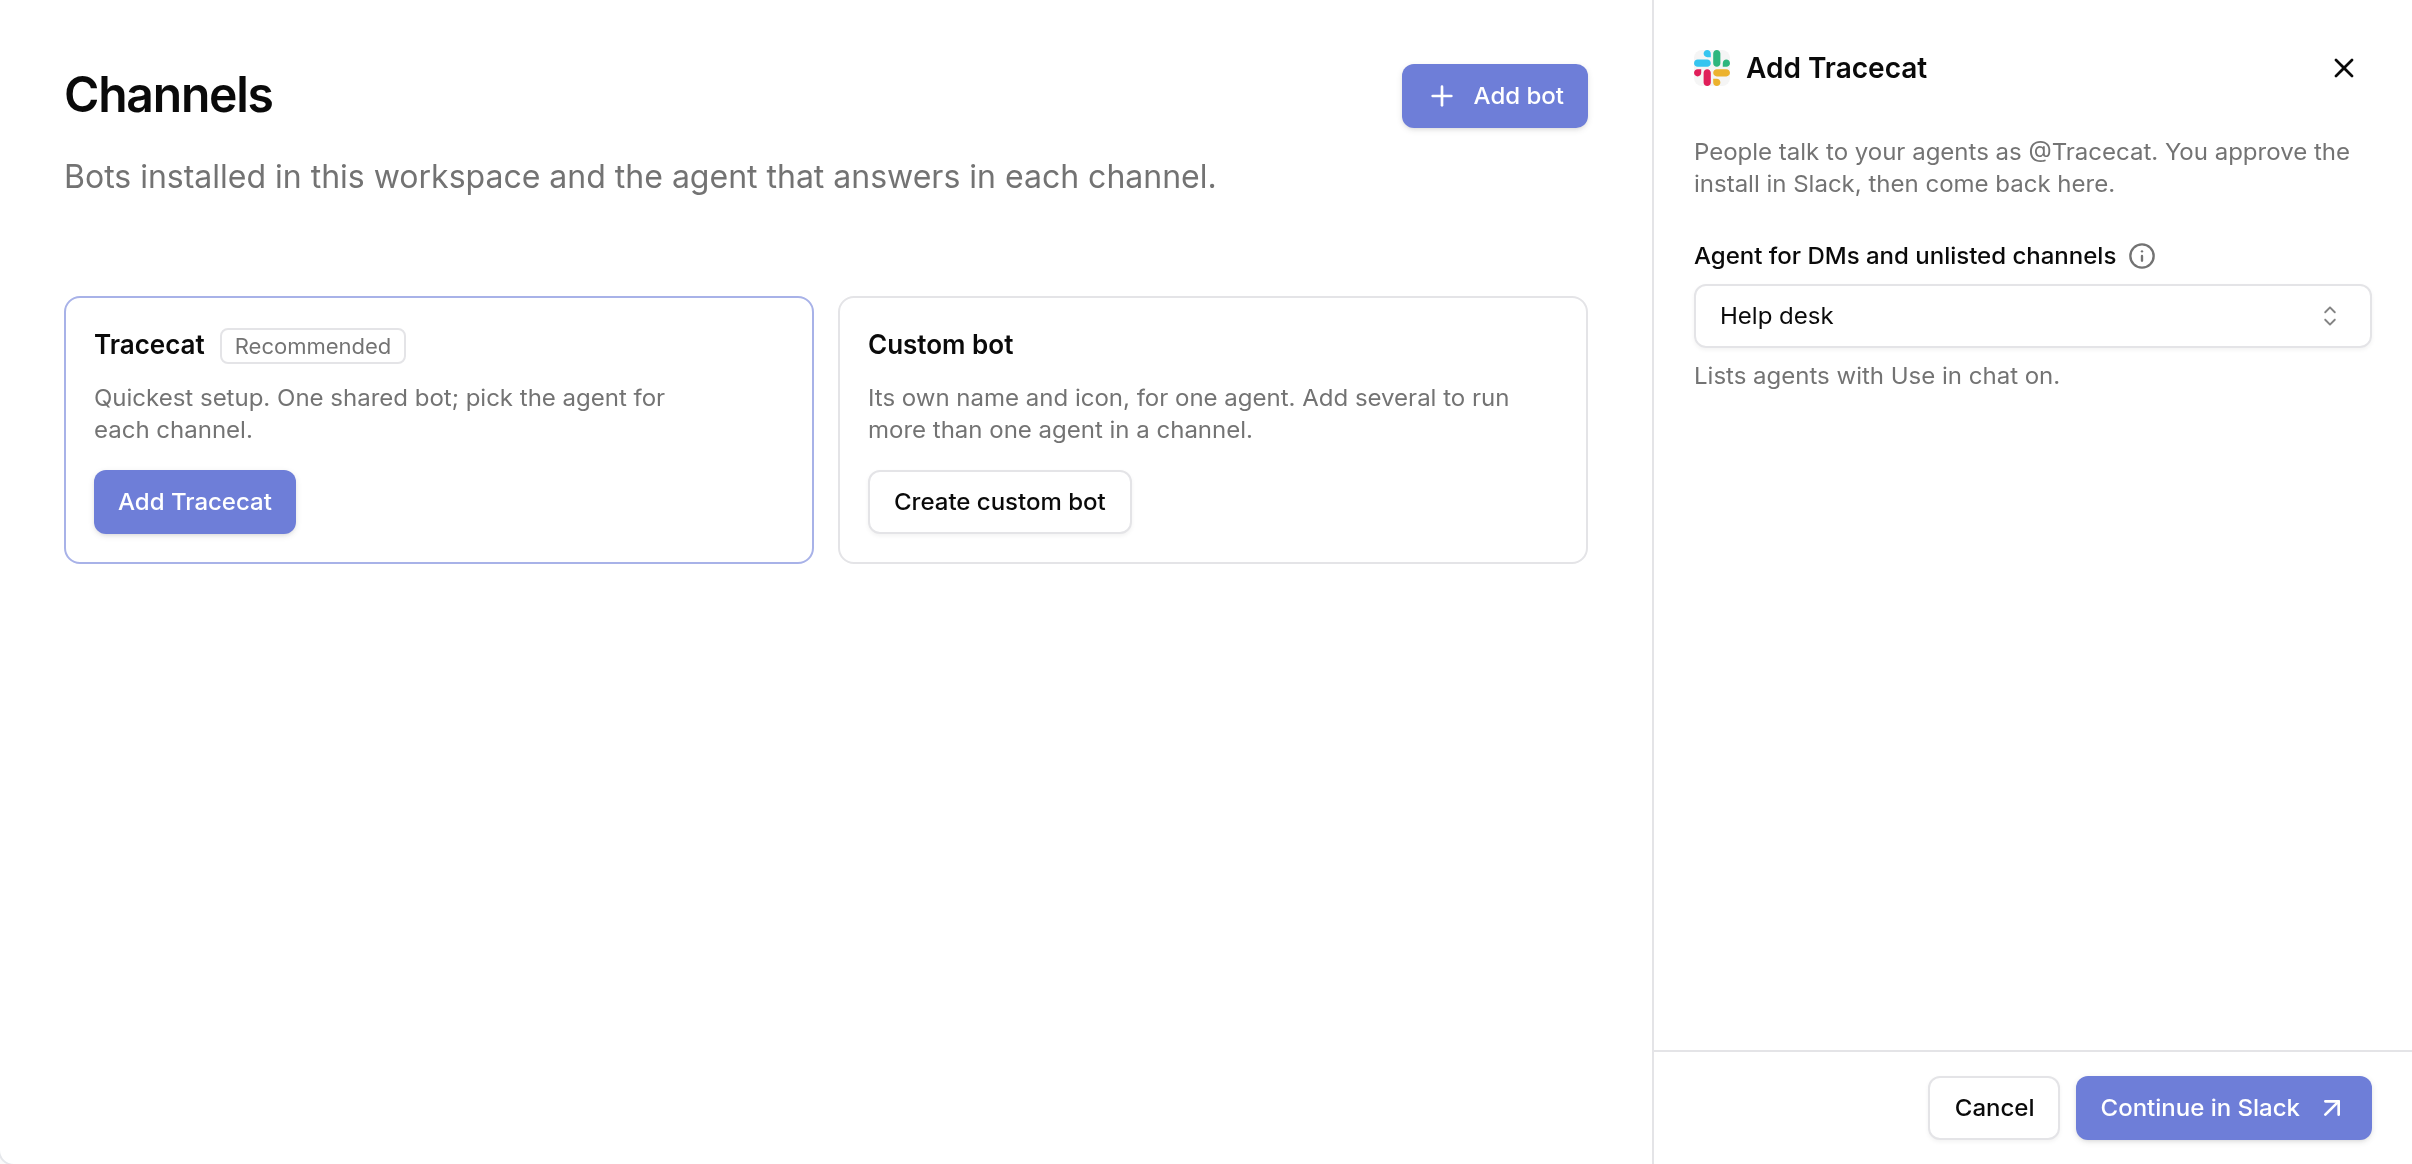 Channels
Add bot
Bots installed in this workspace and the agent that answers in each channel.
Tracecat
Recommended
Quickest setup. One shared bot; pick the agent for
each channel.
Add Tracecat
Custom bot
Its own name and icon, for one agent. Add several to run
more than one agent in a channel.
Create custom bot
Add Tracecat
People talk to your agents as @Tracecat. You approve the
install in Slack, then come back here.
Agent for DMs and unlisted channels
Help desk
Lists agents with Use in chat on.
Cancel
Continue in Slack